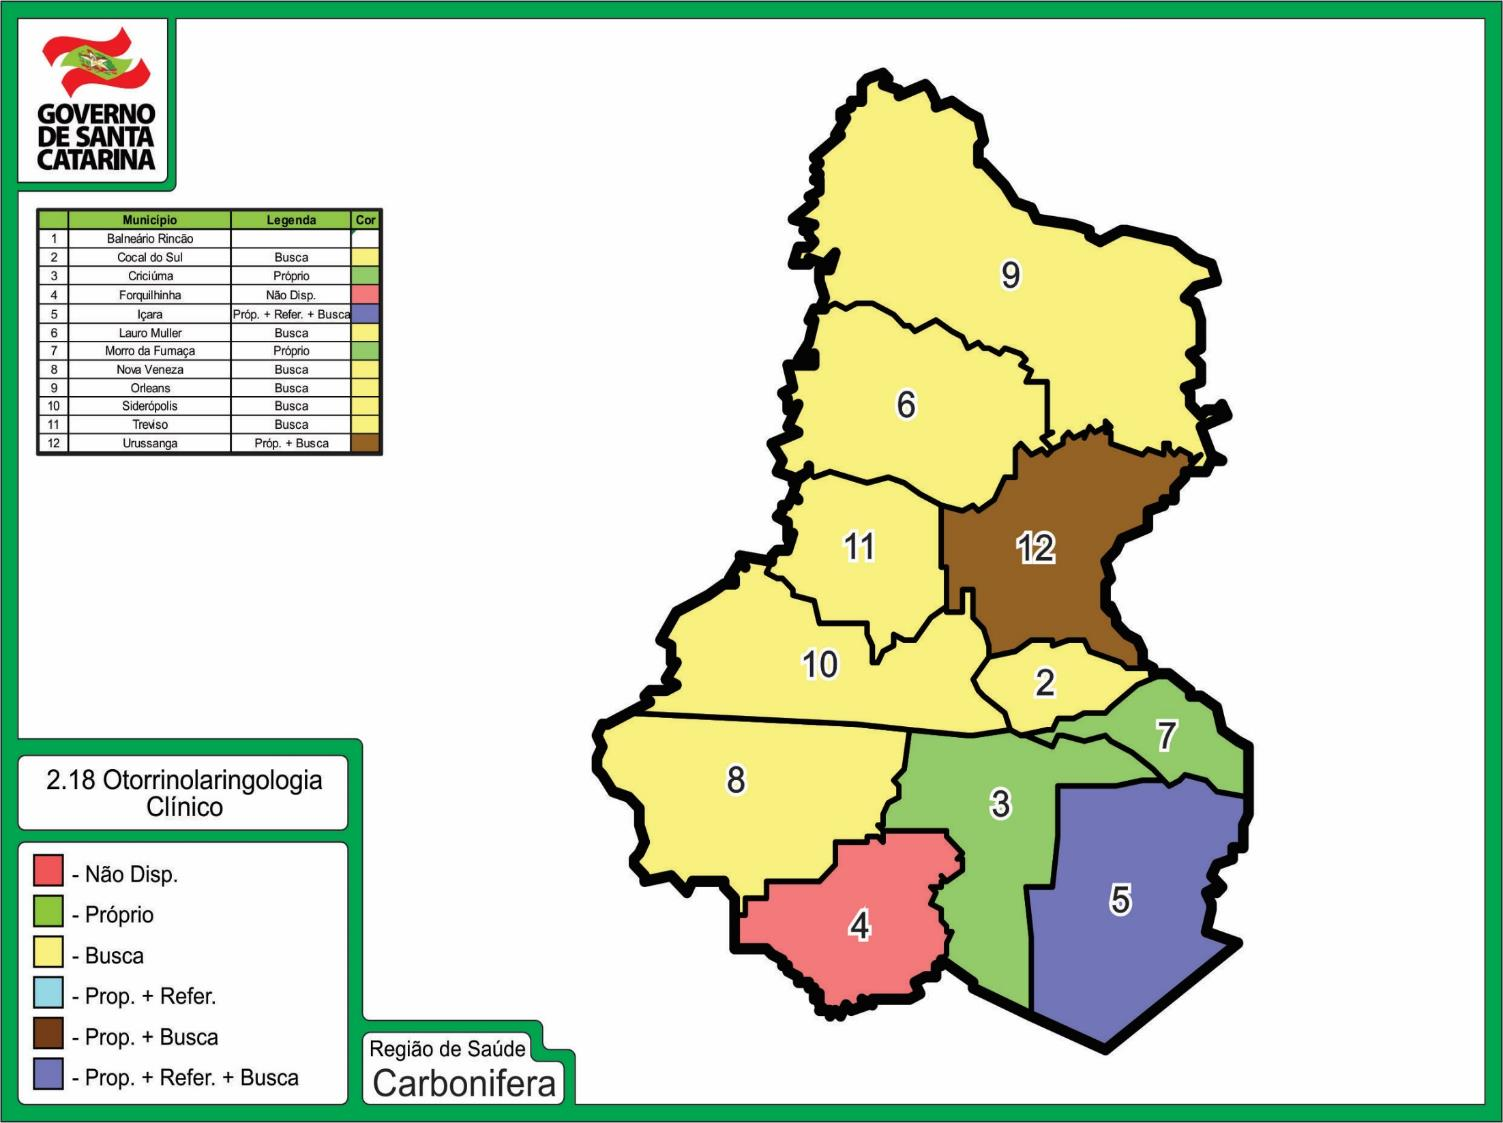 GOVERNO
DE SANTA
CATARINA
Município Legenda Cor
1 Balneário Rincão
2 Cocal do Sul Busca
3 Criciúma Próprio
4 Forquilhinha Não Disp.
5 Içara Próp. + Refer. + Busca
6 Lauro Muller Busca
7 Morro da Fumaça Próprio
8 Nova Veneza Busca
9 Orleans Busca
10 Siderópolis Busca
11 Treviso Busca
12 Urussanga Próp. + Busca
9
6
11
12
10
2
7
8
3
5
4
2.18 Otorrinolaringologia
Clínico
- Não Disp.
- Próprio
- Busca
- Prop. + Refer.
- Prop. + Busca
- Prop. + Refer. + Busca
Região de Saúde
Carbonifera